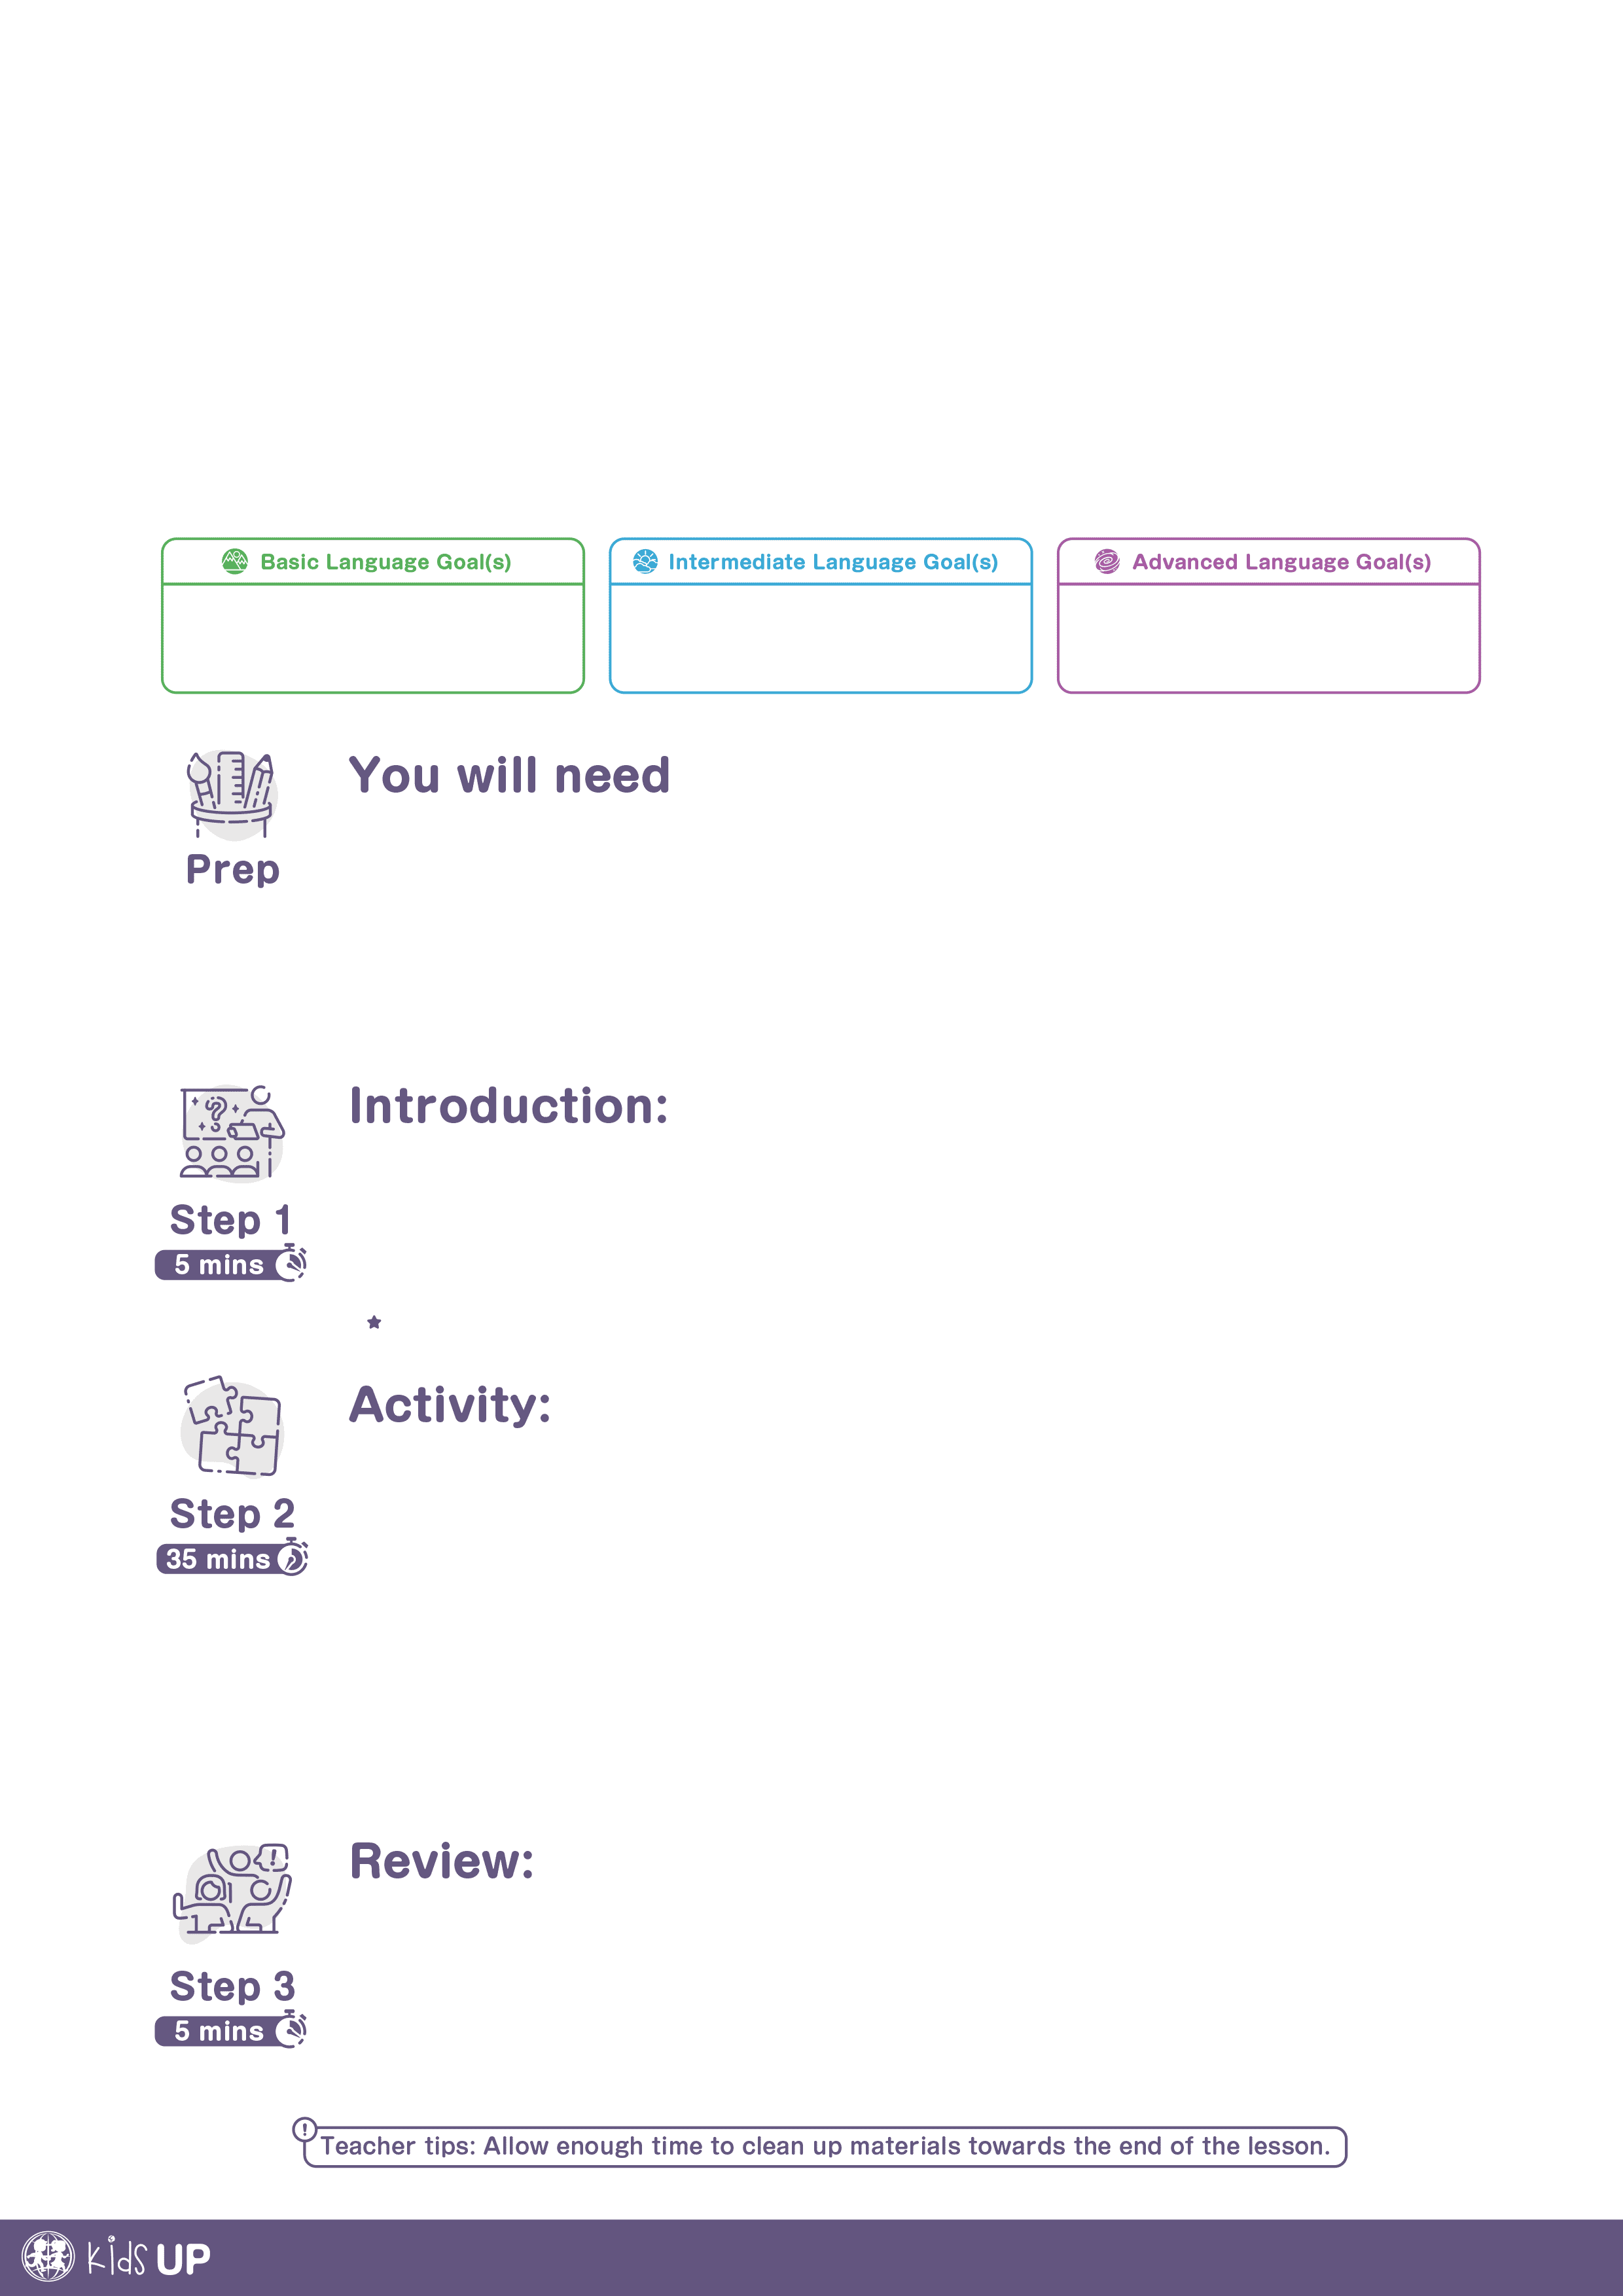 Basic Language Goal(s)
Intermediate Language Goal(s)
Advanced Language Goal(s)
You will need
Prep
Introduction:
Step 1
5 mins
Activity:
Step 2
35 mins
Review:
Step 3
5 mins
! Teacher tips: Allow enough time to clean up materials towards the end of the lesson.
kids UP